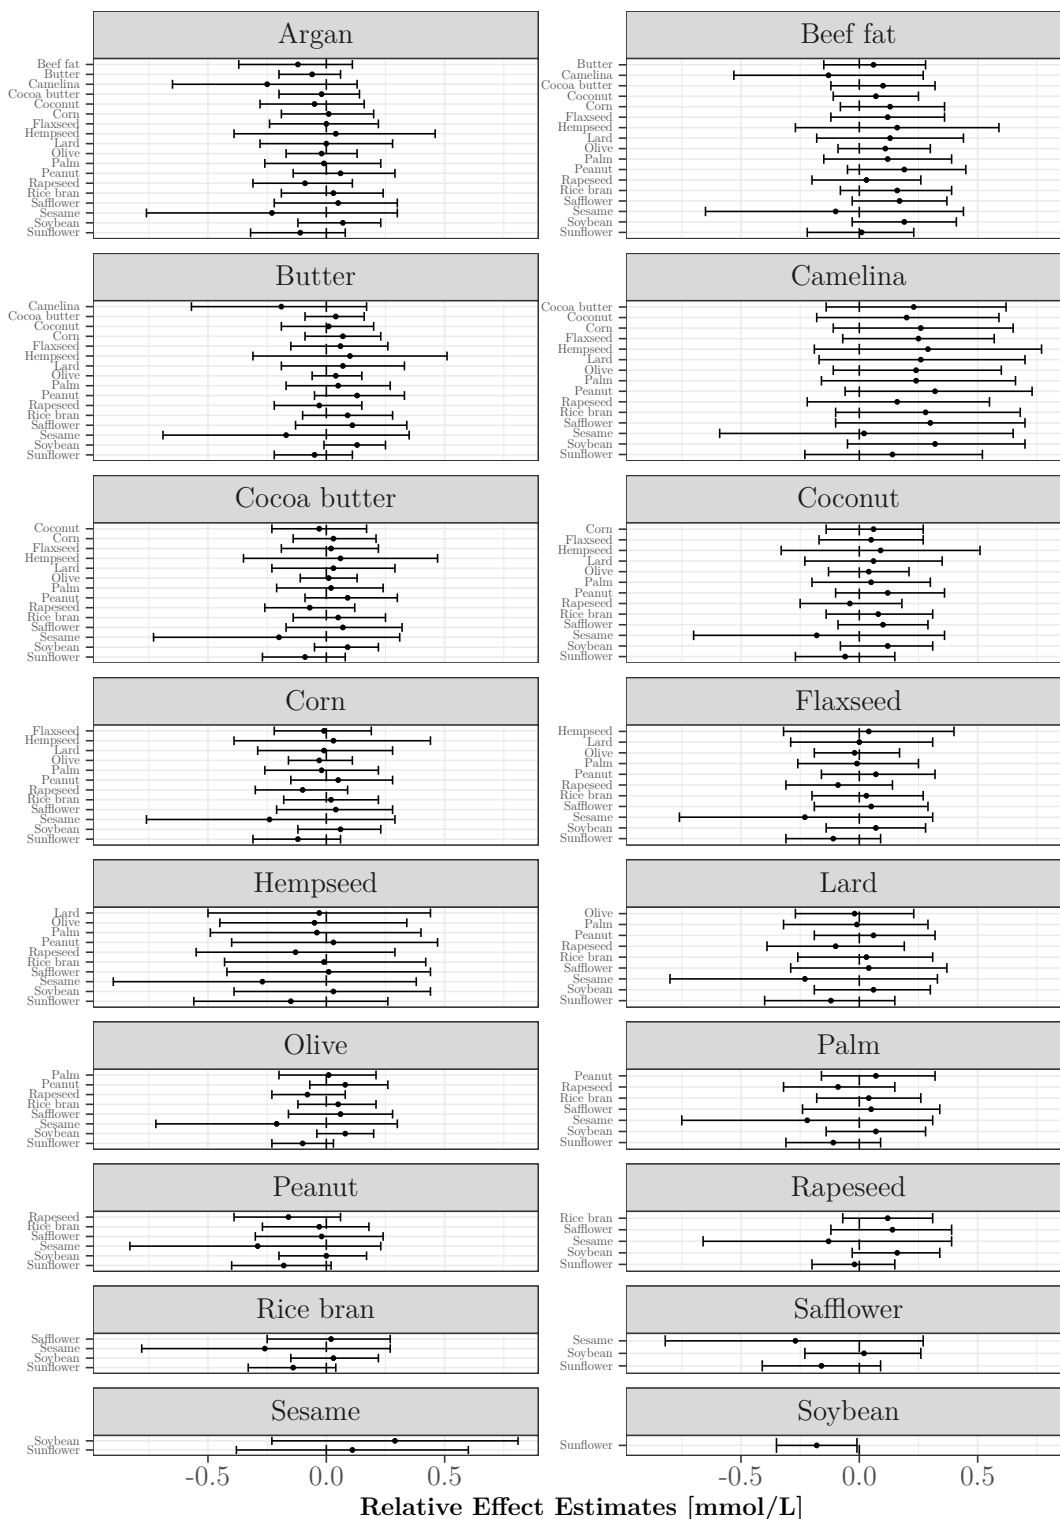 Argan
Beef fat
Butter
Camelina
Cocoa butter
Coconut
Corn
Flaxseed
Hempseed
Lard
Olive
Palm
Peanut
Rapeseed
Rice bran
Safflower
Sesame
Soybean
Sunflower
Beef fat
Butter
Camelina
Cocoa butter
Coconut
Corn
Flaxseed
Hempseed
Lard
Olive
Palm
Peanut
Rapeseed
Rice bran
Safflower
Sesame
Soybean
Sunflower
Butter
Camelina
Cocoa butter
Coconut
Corn
Flaxseed
Hempseed
Lard
Olive
Palm
Peanut
Rapeseed
Rice bran
Safflower
Sesame
Soybean
Sunflower
Camelina
Cocoa butter
Coconut
Corn
Flaxseed
Hempseed
Lard
Olive
Palm
Peanut
Rapeseed
Rice bran
Safflower
Sesame
Soybean
Sunflower
Cocoa butter
Coconut
Corn
Flaxseed
Hempseed
Lard
Olive
Palm
Peanut
Rapeseed
Rice bran
Safflower
Sesame
Soybean
Sunflower
Coconut
Corn
Flaxseed
Hempseed
Lard
Olive
Palm
Peanut
Rapeseed
Rice bran
Safflower
Sesame
Soybean
Sunflower
Corn
Flaxseed
Hempseed
Lard
Olive
Palm
Peanut
Rapeseed
Rice bran
Safflower
Sesame
Soybean
Sunflower
Flaxseed
Hempseed
Lard
Olive
Palm
Peanut
Rapeseed
Rice bran
Safflower
Sesame
Soybean
Sunflower
Hempseed
Lard
Olive
Palm
Peanut
Rapeseed
Rice bran
Safflower
Sesame
Soybean
Sunflower
Lard
Olive
Palm
Peanut
Rapeseed
Rice bran
Safflower
Sesame
Soybean
Sunflower
Olive
Palm
Peanut
Rapeseed
Rice bran
Safflower
Sesame
Soybean
Sunflower
Palm
Peanut
Rapeseed
Rice bran
Safflower
Sesame
Soybean
Sunflower
Peanut
Rapeseed
Rice bran
Safflower
Sesame
Soybean
Sunflower
Rapeseed
Rice bran
Safflower
Sesame
Soybean
Sunflower
Rice bran
Safflower
Sesame
Soybean
Sunflower
Safflower
Sesame
Soybean
Sunflower
Sesame
Soybean
Sunflower
Soybean
Sunflower
-0.5 0.0 0.5
-0.5 0.0 0.5
Relative Effect Estimates [mmol/L]